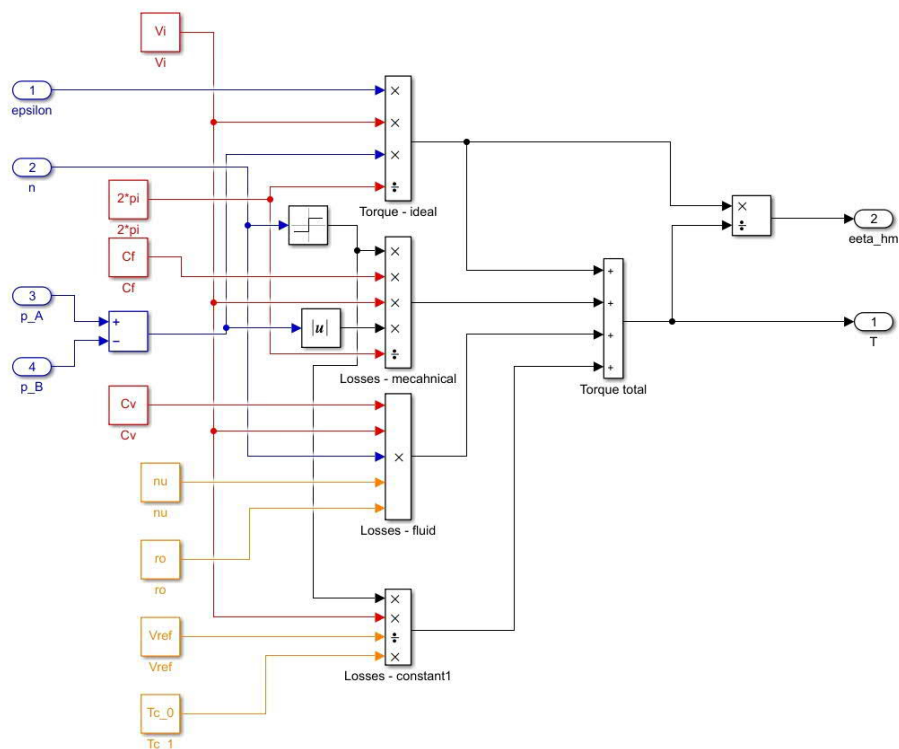 Vi
Vi
1
epsilon
×
×
×
÷
Torque - ideal
2
n
2*pi
2*pi
×
÷
2
eeta_hm
Cf
Cf
×
×
×
×
÷
Losses - mecahnical
|u|
3
p_A
+
−
4
p_B
+
+
+
+
Torque total
1
T
Cv
Cv
×
Losses - fluid
nu
nu
ro
ro
×
×
÷
×
Losses - constant1
Vref
Vref
Tc_0
Tc_1